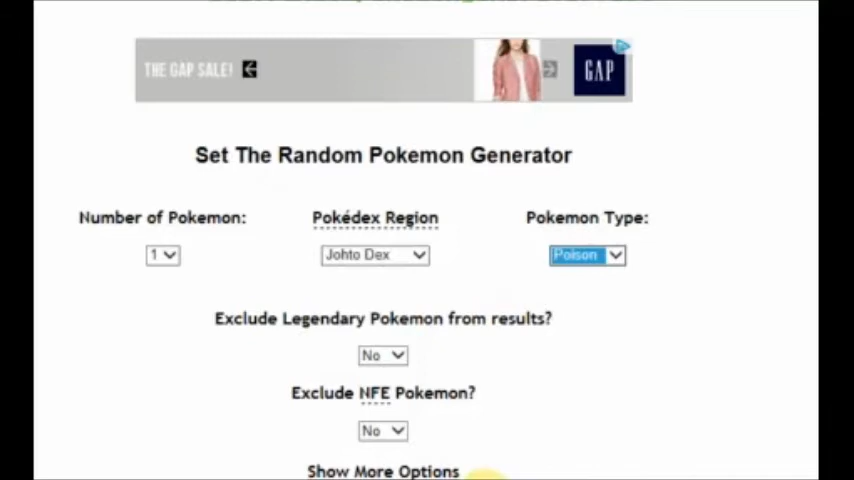 THE GAP SALE!
GAP
Set The Random Pokemon Generator
Number of Pokemon: Pokédex Region Pokemon Type:
1 Johto Dex Poison
Exclude Legendary Pokemon from results?
No
Exclude NFE Pokemon?
No
Show More Options